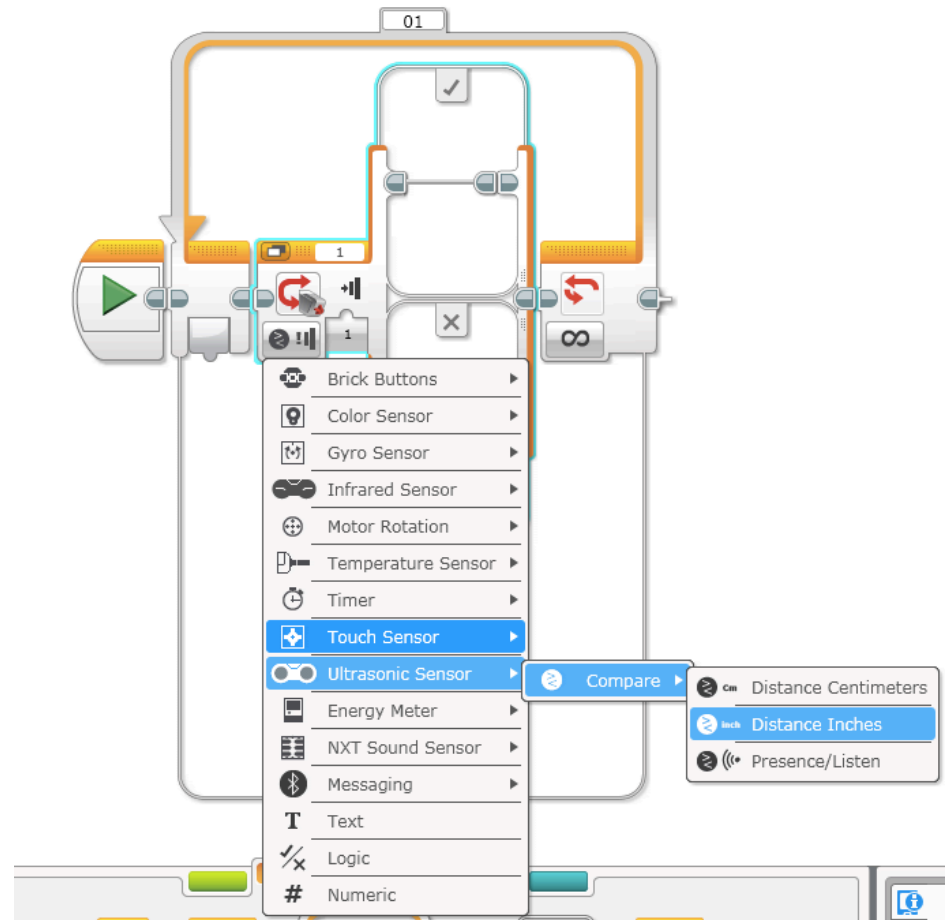 01
1
1
Brick Buttons
Color Sensor
Gyro Sensor
Infrared Sensor
Motor Rotation
Temperature Sensor
Timer
Touch Sensor
Ultrasonic Sensor
Compare
Cm Distance Centimeters
inch Distance Inches
Presence/Listen
Energy Meter
NXT Sound Sensor
Messaging
T Text
Logic
# Numeric